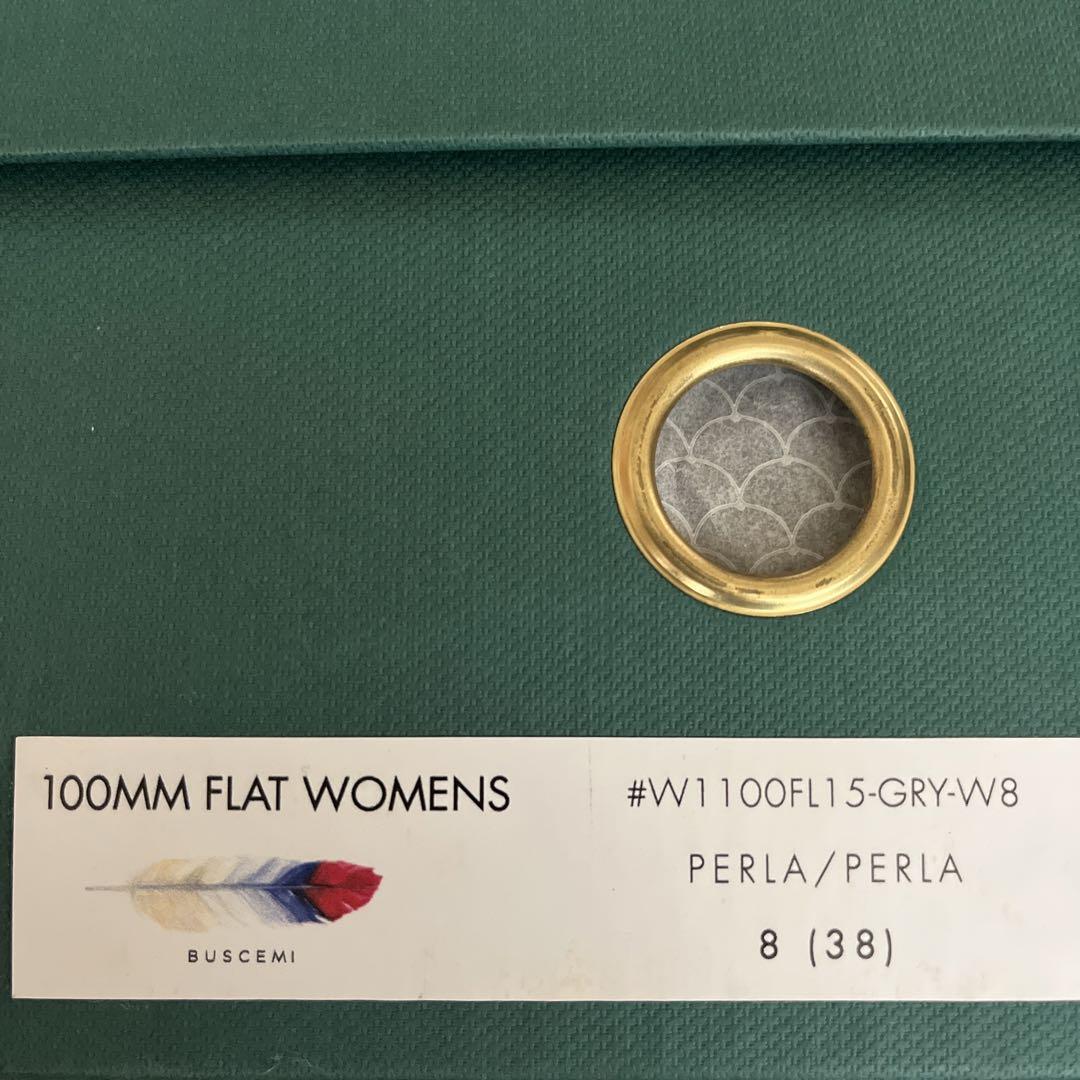 100MM FLAT WOMENS
BUSCEMI
#W1100FL15-GRY-W8
PERLA/PERLA
8 (38)